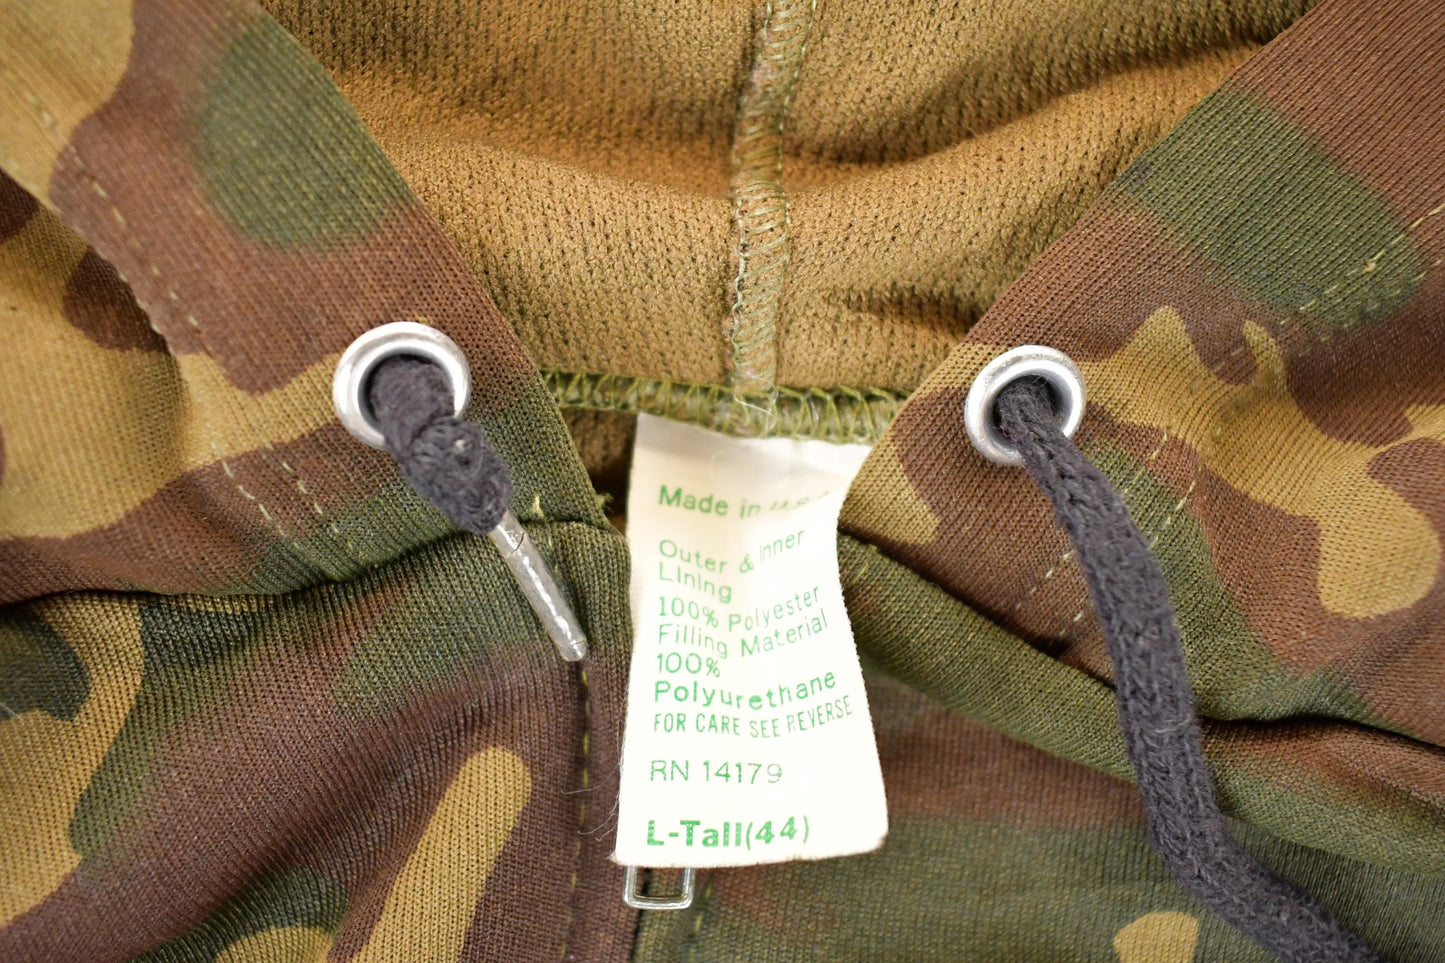 Made in U.S.A.
Outer & Inner
Lining
100% Polyester
Filling Material
100%
Polyurethane
FOR CARE SEE REVERSE
RN 14179
L-Tall(44)